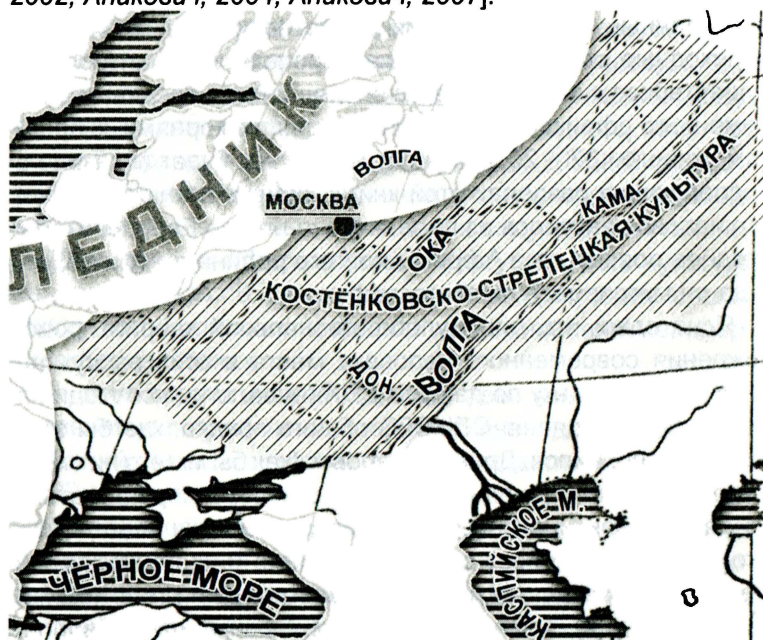 2002; Аникович, 2004; Аникович, 2007].
ЛЕДНИК
ВОЛГА
МОСКВА
КАМА
ОКА
КОСТЁНКОВСКО-СТРЕЛЕЦКАЯ КУЛЬТУРА
ДОН
ВОЛГА
КАСПИЙСКОЕ М.
ЧЁРНОЕ МОРЕ